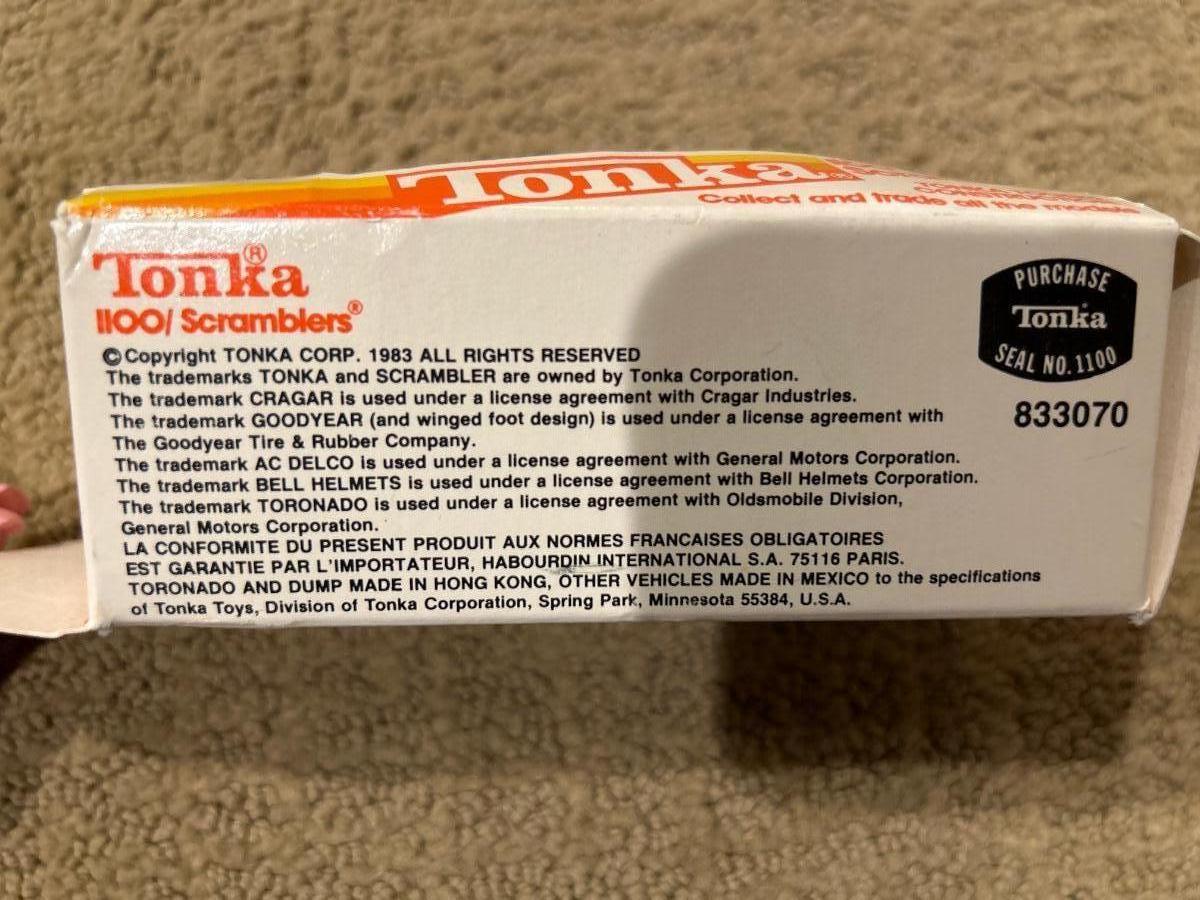 Tonka
Collect and trade all the models
Tonka®
1100/ Scramblers®
© Copyright TONKA CORP. 1983 ALL RIGHTS RESERVED
The trademarks TONKA and SCRAMBLER are owned by Tonka Corporation.
The trademark CRAGAR is used under a license agreement with Cragar Industries.
The trademark GOODYEAR (and winged foot design) is used under a license agreement with
The Goodyear Tire & Rubber Company.
The trademark AC DELCO is used under a license agreement with General Motors Corporation.
The trademark BELL HELMETS is used under a license agreement with Bell Helmets Corporation.
The trademark TORONADO is used under a license agreement with Oldsmobile Division,
General Motors Corporation.
LA CONFORMITE DU PRESENT PRODUIT AUX NORMES FRANCAISES OBLIGATOIRES
EST GARANTIE PAR L'IMPORTATEUR, HABOURDIN INTERNATIONAL S.A. 75116 PARIS.
TORONADO AND DUMP MADE IN HONG KONG, OTHER VEHICLES MADE IN MEXICO to the specifications
of Tonka Toys, Division of Tonka Corporation, Spring Park, Minnesota 55384, U.S.A.
PURCHASE
Tonka
SEAL NO. 1100
833070